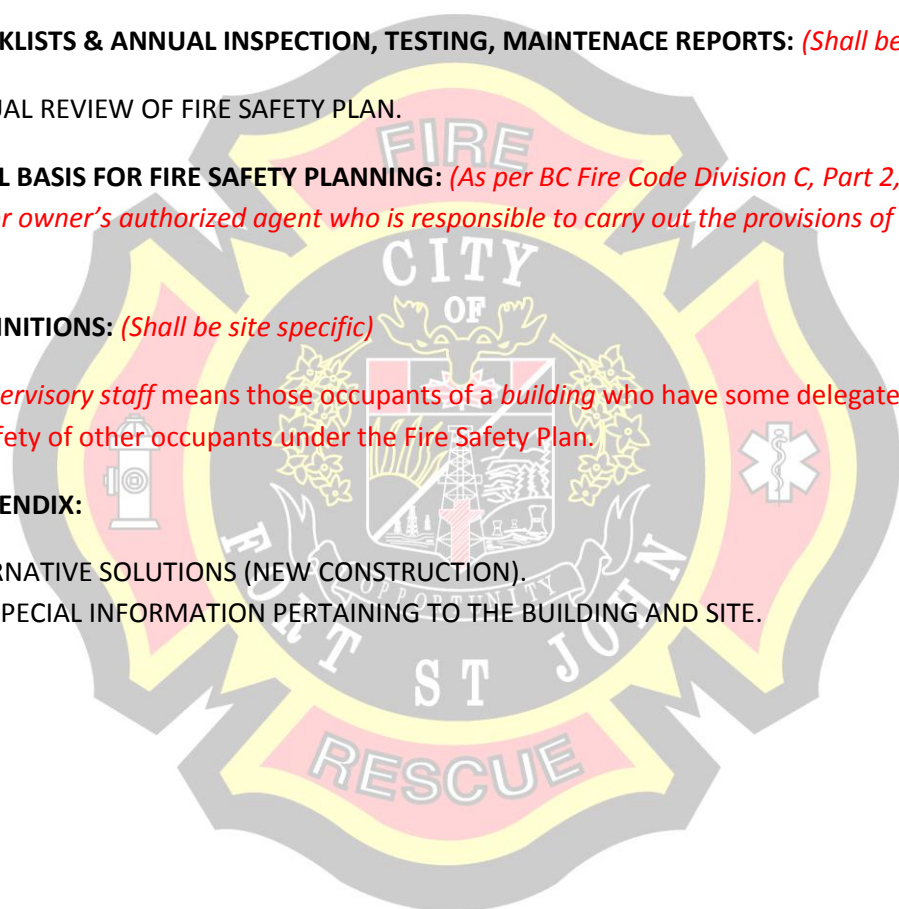 KLISTS & ANNUAL INSPECTION, TESTING, MAINTENACE REPORTS: (Shall be
UAL REVIEW OF FIRE SAFETY PLAN.
L BASIS FOR FIRE SAFETY PLANNING: (As per BC Fire Code Division C, Part 2,
or owner's authorized agent who is responsible to carry out the provisions of
INITIONS: (Shall be site specific)
ervisory staff means those occupants of a building who have some delegate
fety of other occupants under the Fire Safety Plan.
ENDIX:
RNATIVE SOLUTIONS (NEW CONSTRUCTION).
SPECIAL INFORMATION PERTAINING TO THE BUILDING AND SITE.
FIRE
CITY
OF
OPPORTUNITY
FORT ST JOHN
RESCUE